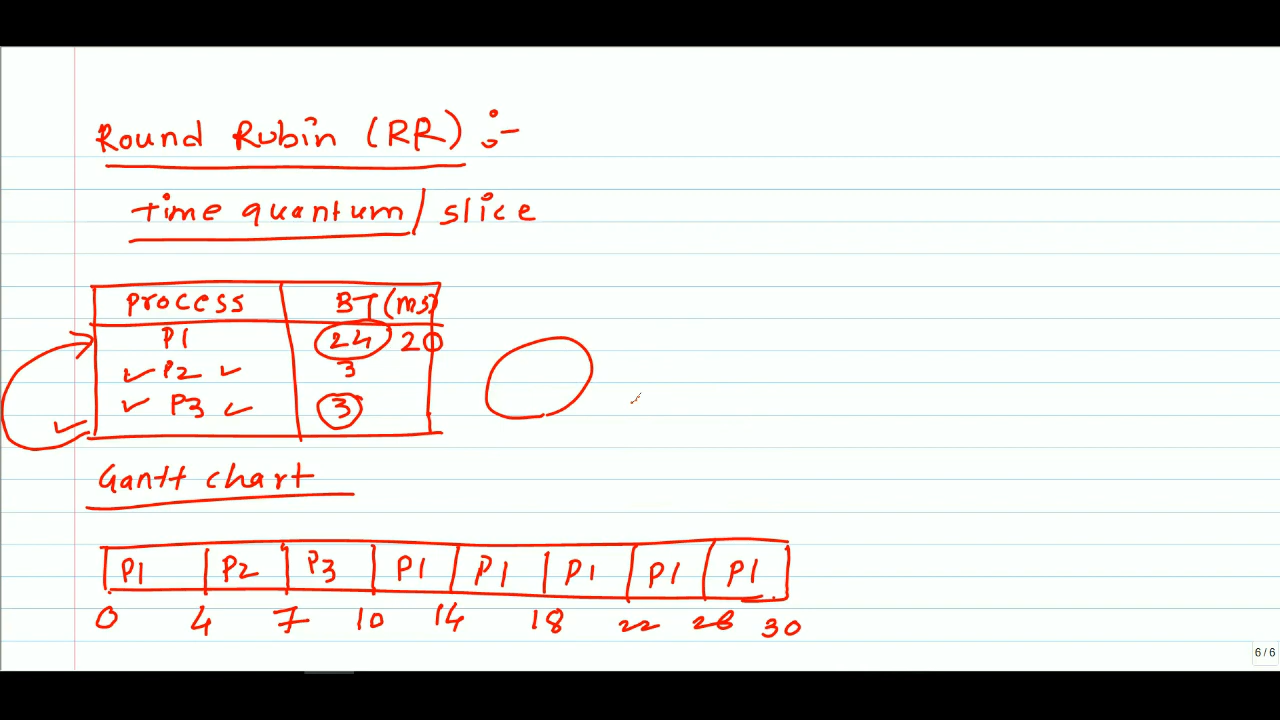 Round Rubin (RR) :-
time quantum / slice
Process BT (ms)
P1 24 20
P2 3
P3 3
Gantt chart
P1 P2 P3 P1 P1 P1 P1 P1
0 4 7 10 14 18 22 26 30
6 / 6